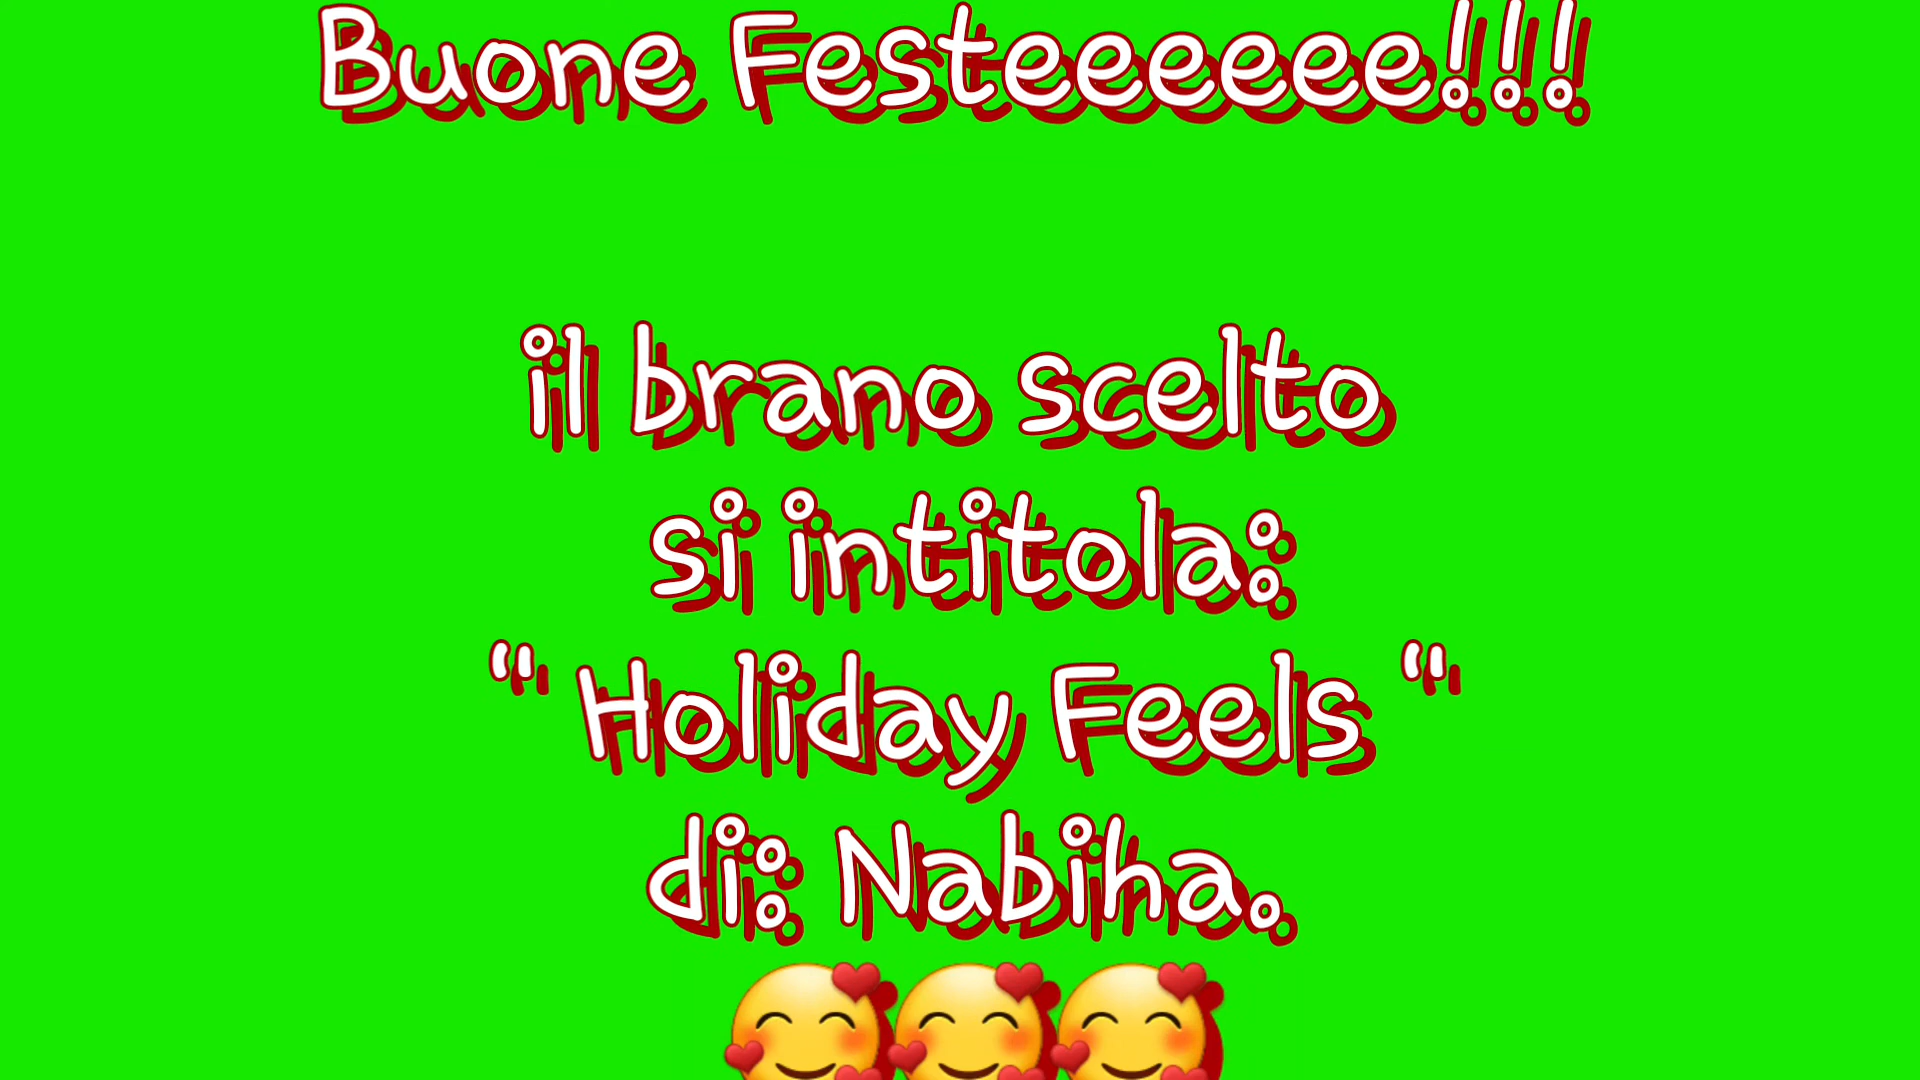 Buone Festeeeeee!!!
il brano scelto
si intitola:
" Holiday Feels "
di: Nabiha.
🥰🥰🥰